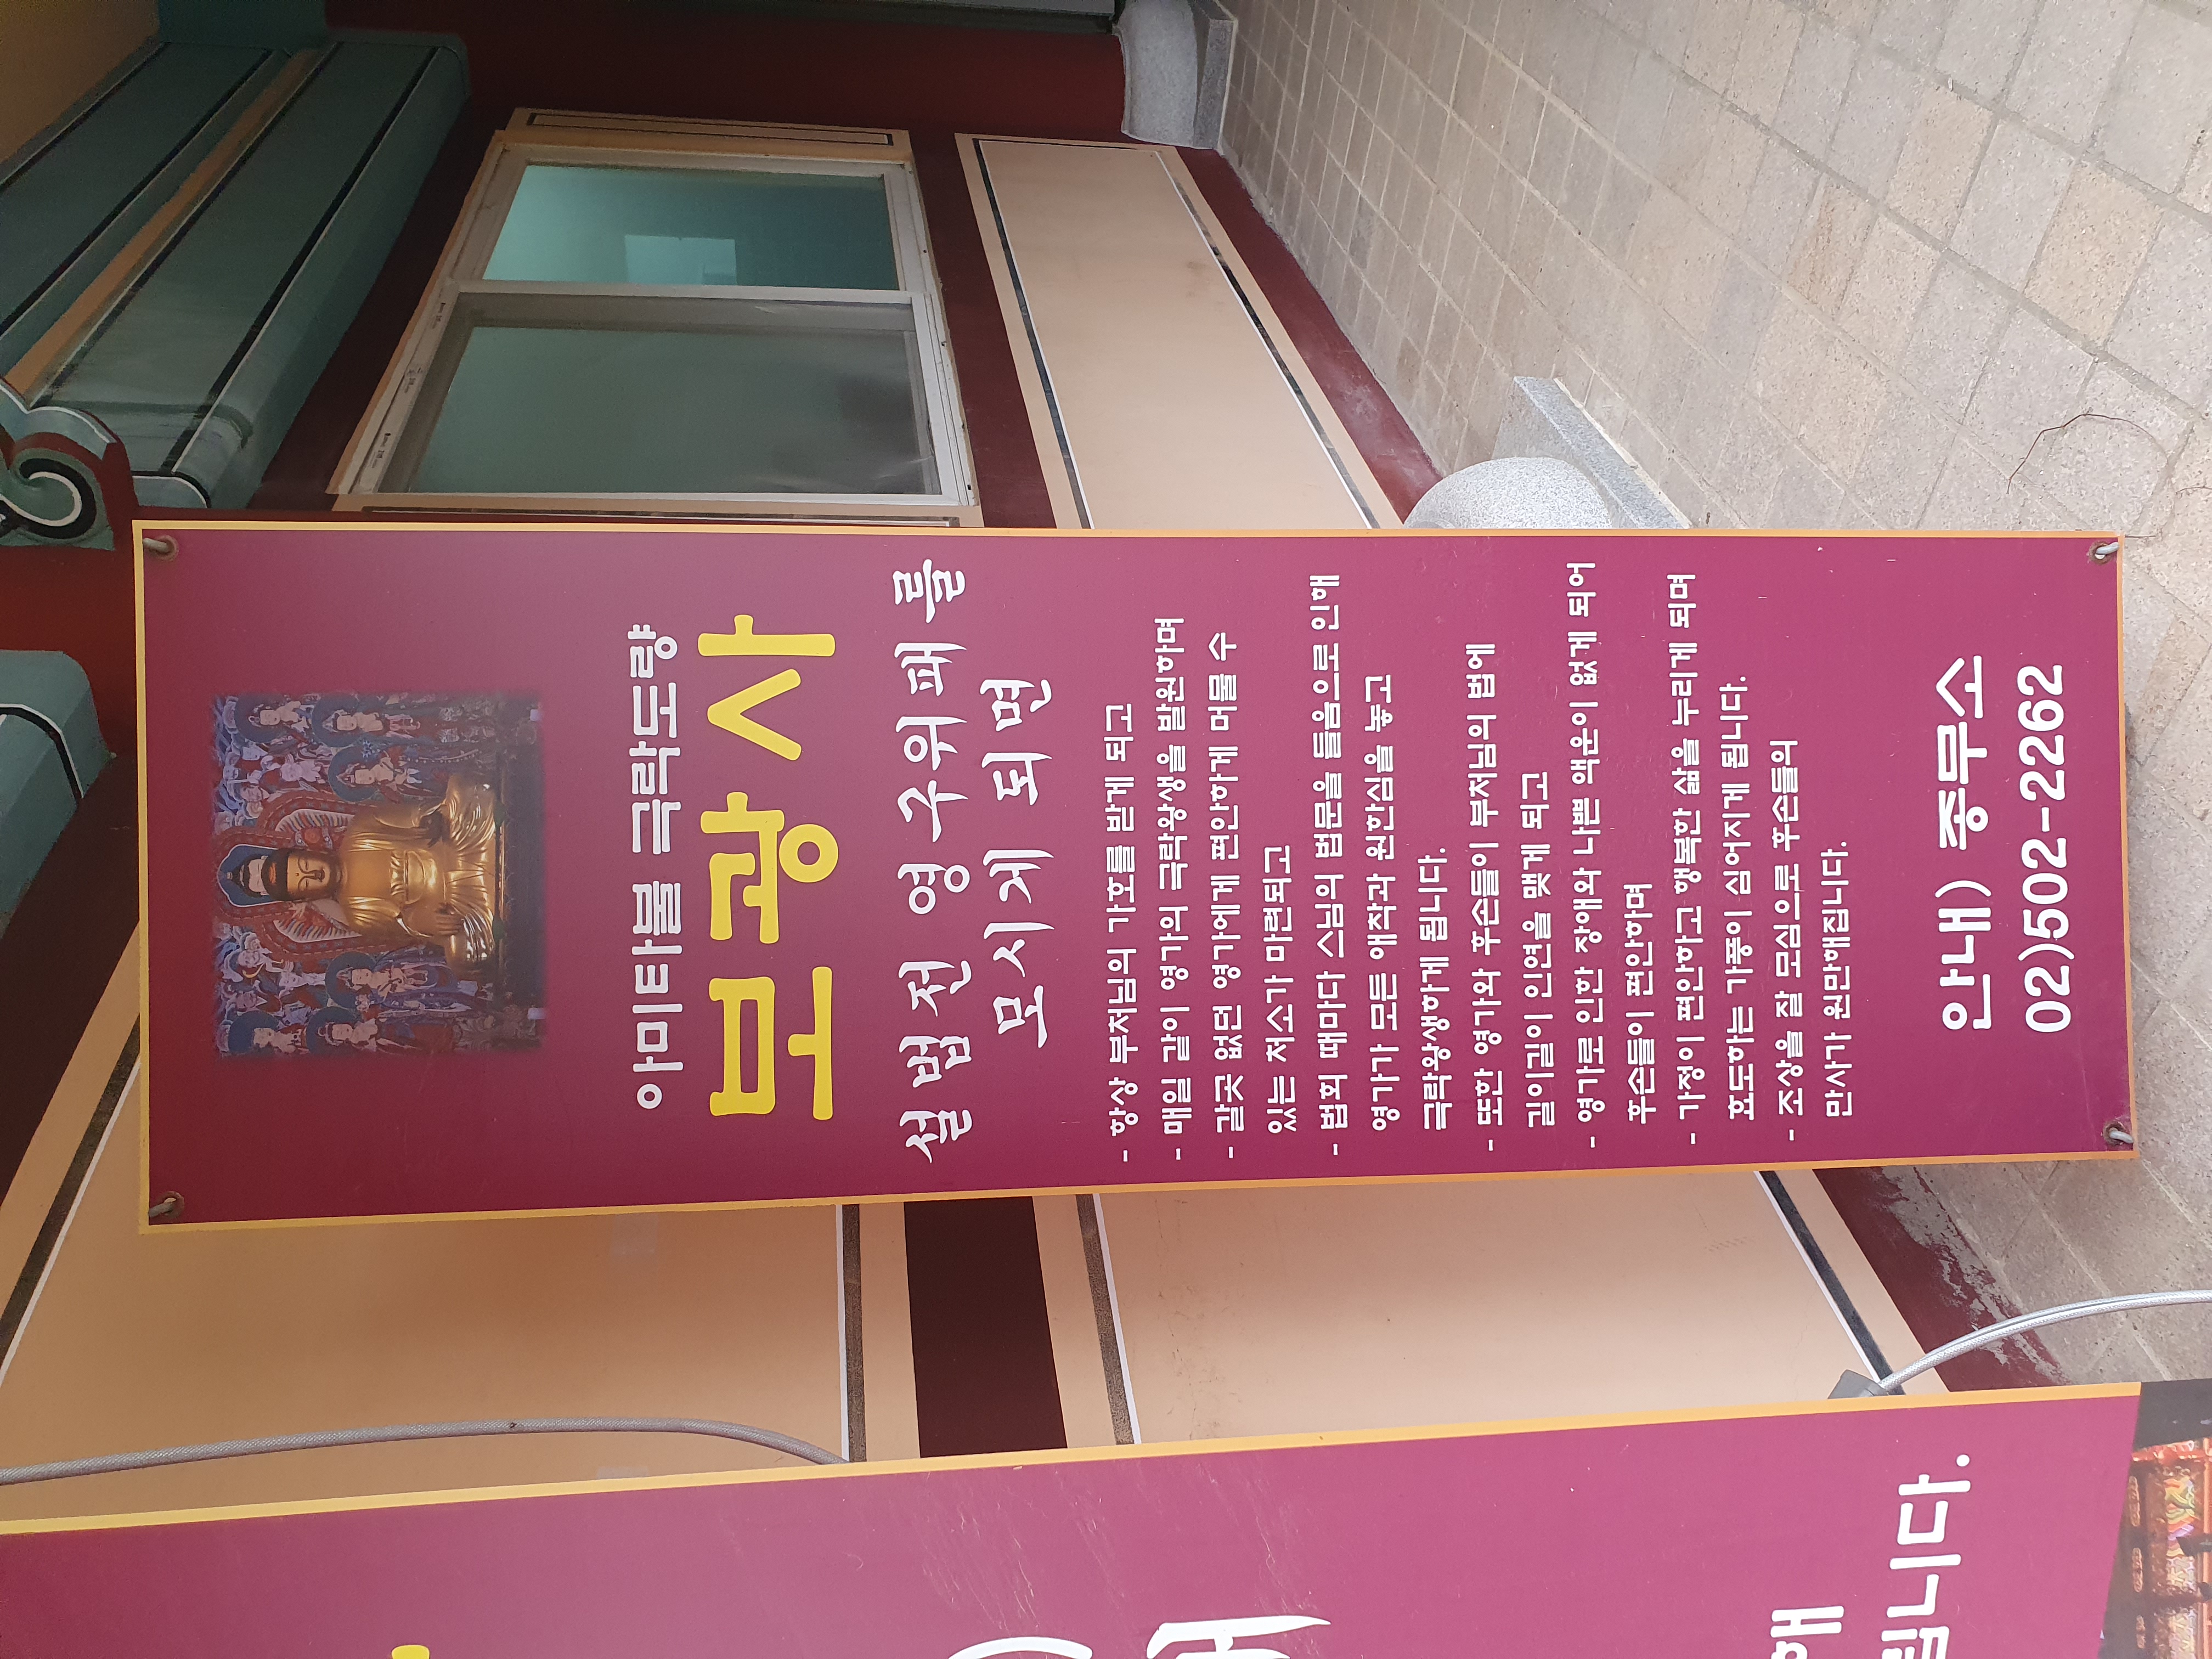 아미타불 극락도량
보광사
설법전 영구위패를
모시게 되면
- 항상 부처님의 가호를 받게 되고
- 매일 같이 영가의 극락왕생을 발원하며
- 갈곳 없던 영가에게 편안하게 머물 수
있는 처소가 마련되고
- 법회 때마다 스님의 법문을 들음으로 인해
영가가 모든 애착과 원한심을 놓고
극락왕생하게 됩니다.
- 또한 영가와 후손들이 부처님의 법에
길이길이 인연을 맺게 되고
- 영가로 인한 장애와 나쁜 액운이 없게 되어
후손들이 편안하며
- 가정이 편안하고 행복한 삶을 누리게 되며
효도하는 가풍이 심어지게 됩니다.
- 조상을 잘 모심으로 후손들의
만사가 원만해집니다.
안내) 종무소
02)502-2262
해
립니다.